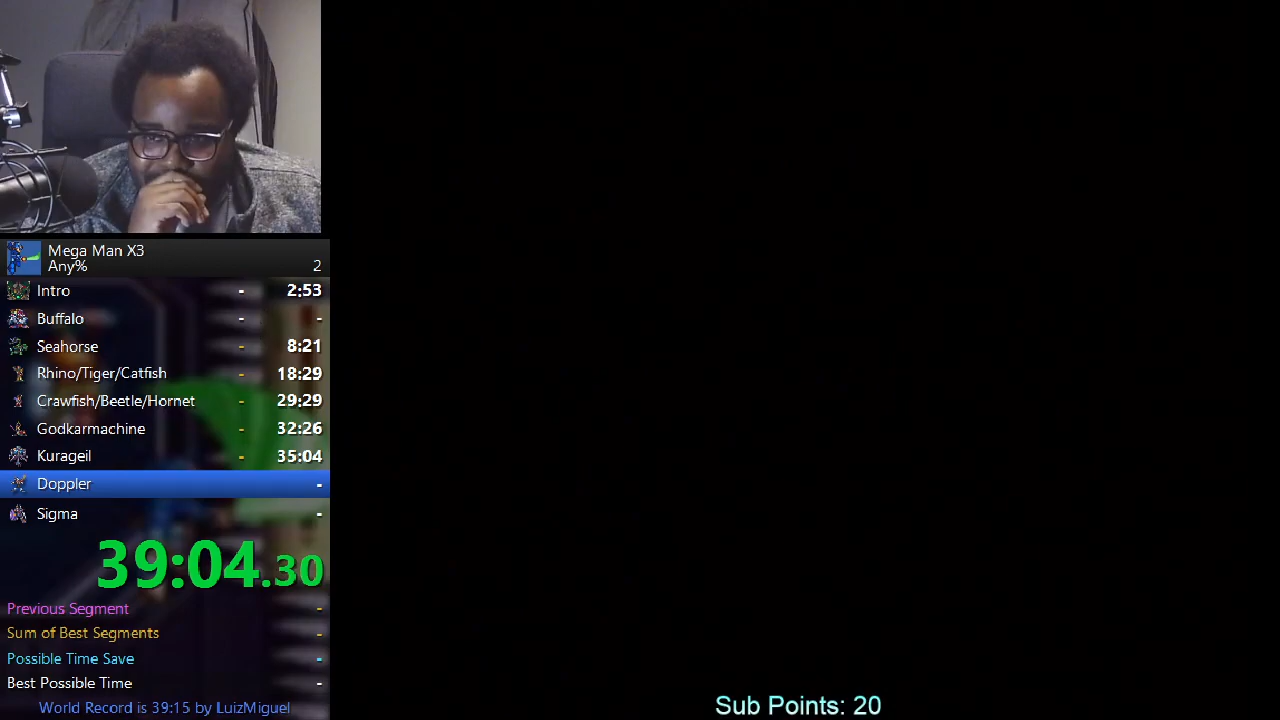 Mega Man X3
Any% 2
Intro - 2:53
Buffalo - -
Seahorse - 8:21
Rhino/Tiger/Catfish - 18:29
Crawfish/Beetle/Hornet - 29:29
Godkarmachine - 32:26
Kurageil - 35:04
Doppler -
Sigma -
39:04.30
Previous Segment -
Sum of Best Segments -
Possible Time Save -
Best Possible Time -
World Record is 39:15 by LuizMiguel
Sub Points: 20